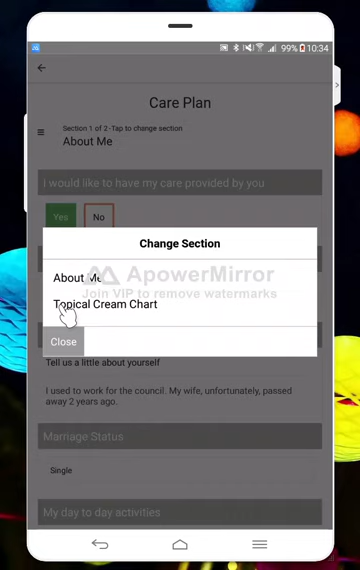 99% 10:34
Care Plan
Section 1 of 2 -Tap to change section
About Me
I would like to have my care provided by you
Yes No
Change Section
About Me
ApowerMirror
Join VIP to remove watermarks
Topical Cream Chart
Close
Tell us a little about yourself
I used to work for the council. My wife, unfortunately, passed
away 2 years ago.
Marriage Status
Single
My day to day activities